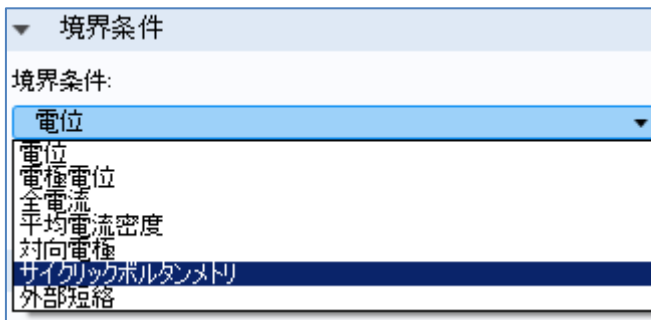 境界条件
境界条件:
電位
電位
電極電位
全電流
平均電流密度
対向電極
サイクリックボルタンメトリ
外部短絡